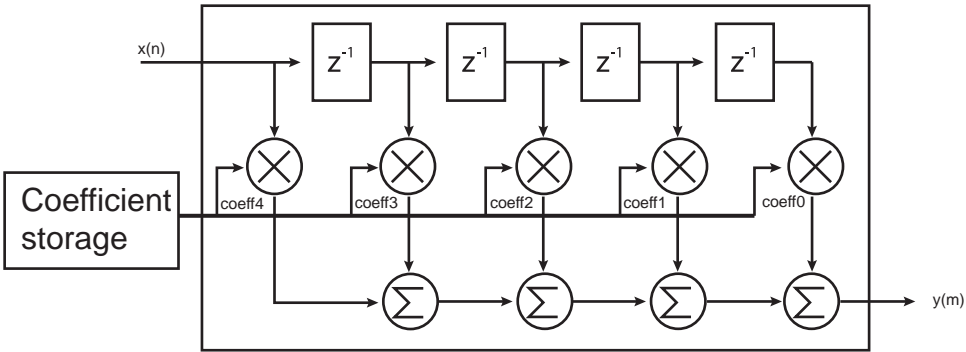 x(n)
z-1
z-1
z-1
z-1
Coefficient
storage
coeff4
coeff3
coeff2
coeff1
coeff0
Σ
Σ
Σ
Σ
y(m)